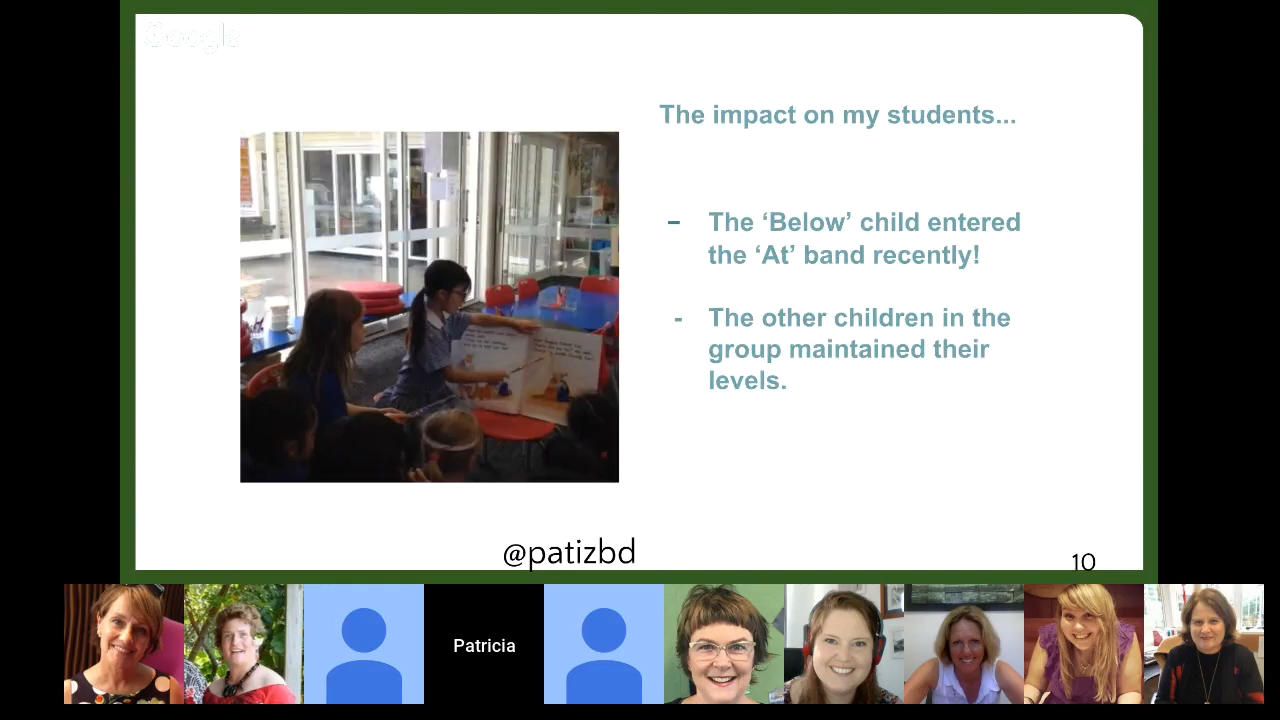 Google
The impact on my students...
– The ‘Below’ child entered
the ‘At’ band recently!
- The other children in the
group maintained their
levels.
@patizbd
10
Patricia